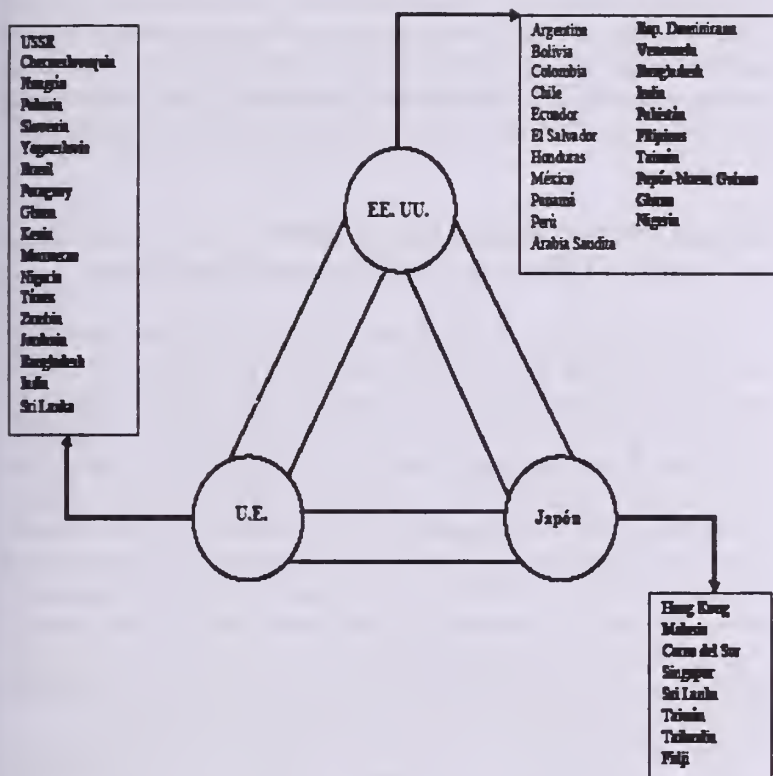 USSR
Checoeslovaquia
Hungría
Polonia
Slovenia
Yogoeslavia
Brasil
Paraguay
Ghana
Kenia
Marruecos
Nigeria
Túnez
Zambia
Jordania
Bangladesh
India
Sri Lanka
Argentina
Bolivia
Colombia
Chile
Ecuador
El Salvador
Honduras
México
Panamá
Perú
Arabia Saudita
Rep. Dominicana
Venezuela
Bangladesh
India
Pakistán
Filipinas
Taiwán
Papúa-Nueva Guinea
Ghana
Nigeria
EE. UU.
U.E.
Japón
Hong Kong
Malasia
Corea del Sur
Singapur
Sri Lanka
Taiwán
Tailandia
Fidji